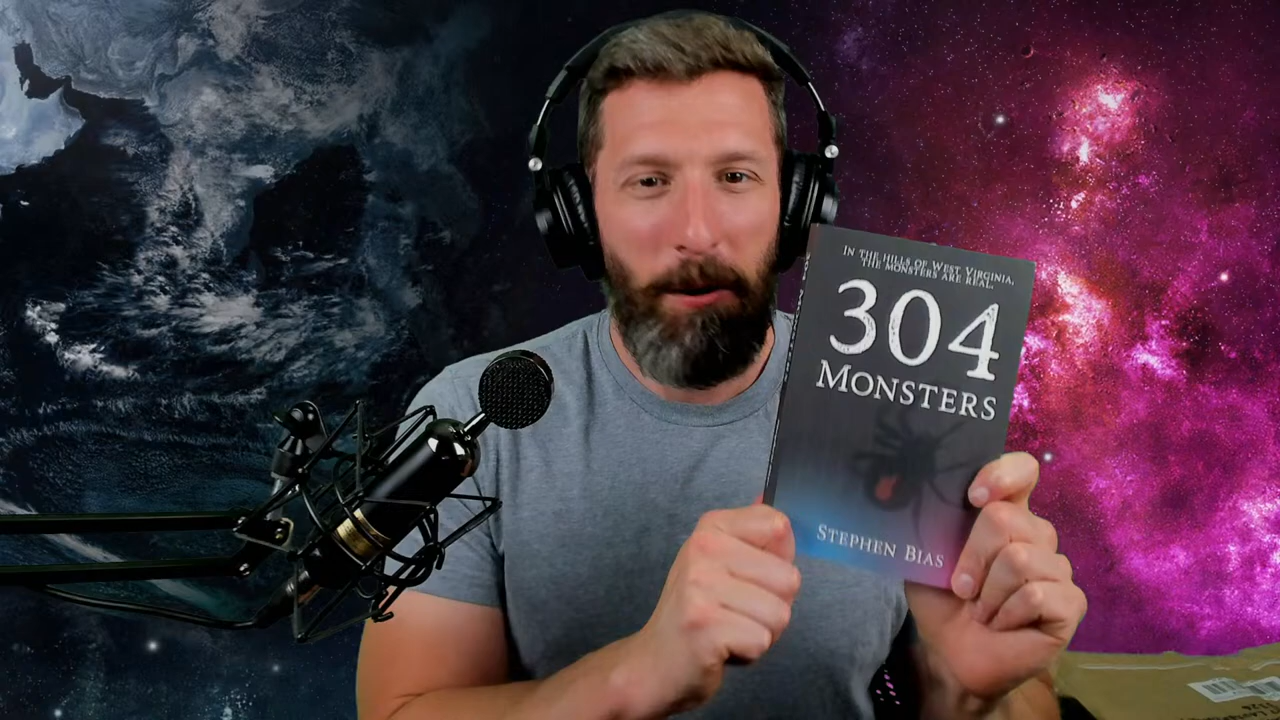 In the hills of West Virginia,
the monsters are real.
304
Monsters
Stephen Bias